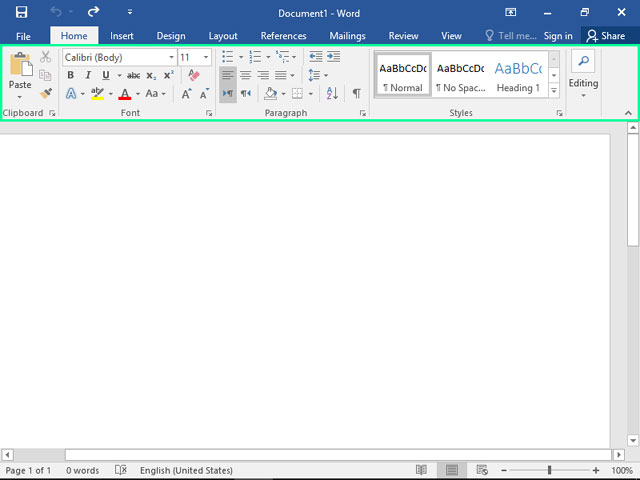 Document1 - Word
File Home Insert Design Layout References Mailings Review View Tell me... Sign in Share
Calibri (Body) 11
AaBbCcDc AaBbCcDc AaBbCc
Paste
B I U abc x₂ x²
¶ Normal ¶ No Spac... Heading 1
Editing
A A Aa A A
Clipboard Font Paragraph Styles
Page 1 of 1 0 words English (United States) 100%